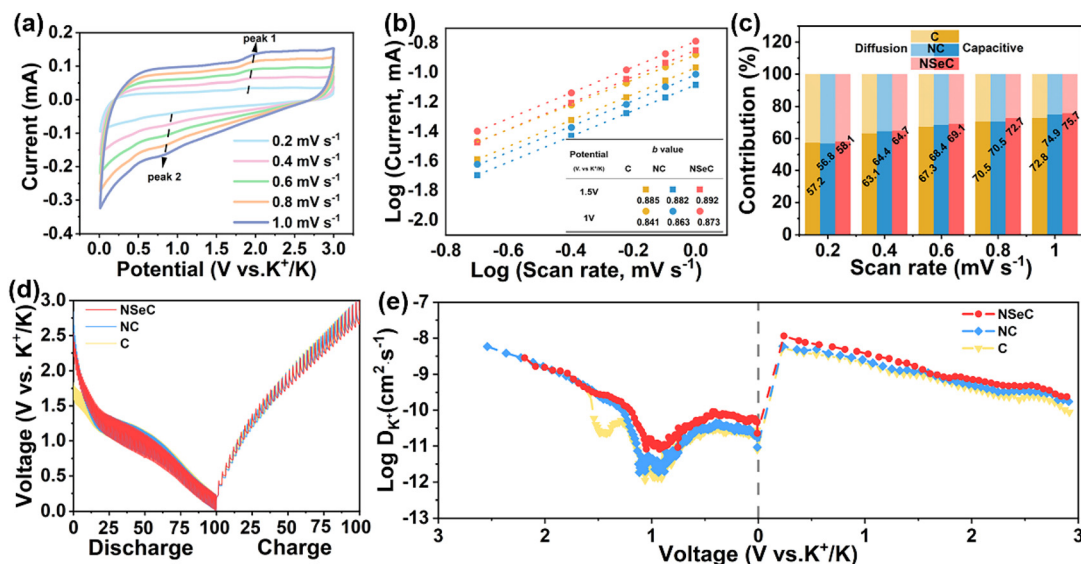 (a)
peak 1
peak 2
0.2 mV s⁻¹
0.4 mV s⁻¹
0.6 mV s⁻¹
0.8 mV s⁻¹
1.0 mV s⁻¹
0.2
0.1
0.0
-0.1
-0.2
-0.3
-0.4
Current (mA)
0.0 0.5 1.0 1.5 2.0 2.5 3.0
Potential (V vs.K⁺/K)
(b)
-0.8
-1.0
-1.2
-1.4
-1.6
-1.8
-2.0
Log (Current, mA)
Potential b value
(V. vs K⁺/K) C NC NSeC
1.5V
0.885 0.882 0.892
1V
0.841 0.863 0.873
-0.8 -0.6 -0.4 -0.2 0.0
Log (Scan rate, mV s⁻¹)
(c)
C
Diffusion NC Capacitive
NSeC
120
100
80
60
40
20
0
Contribution (%)
57.2 56.8 58.1
63.1 64.4 64.7
67.3 68.4 69.1
70.5 70.5 72.7
72.8 74.9 75.7
0.2 0.4 0.6 0.8 1
Scan rate (mV s⁻¹)
(d)
NSeC
NC
C
3.0
2.5
2.0
1.5
1.0
0.5
0.0
Voltage (V vs. K⁺/K)
0 25 50 75 100 25 50 75 100
Discharge Charge
(e)
NSeC
NC
C
-7
-8
-9
-10
-11
-12
-13
Log D_K⁺(cm²·s⁻¹)
3 2 1 0 1 2 3
Voltage (V vs.K⁺/K)